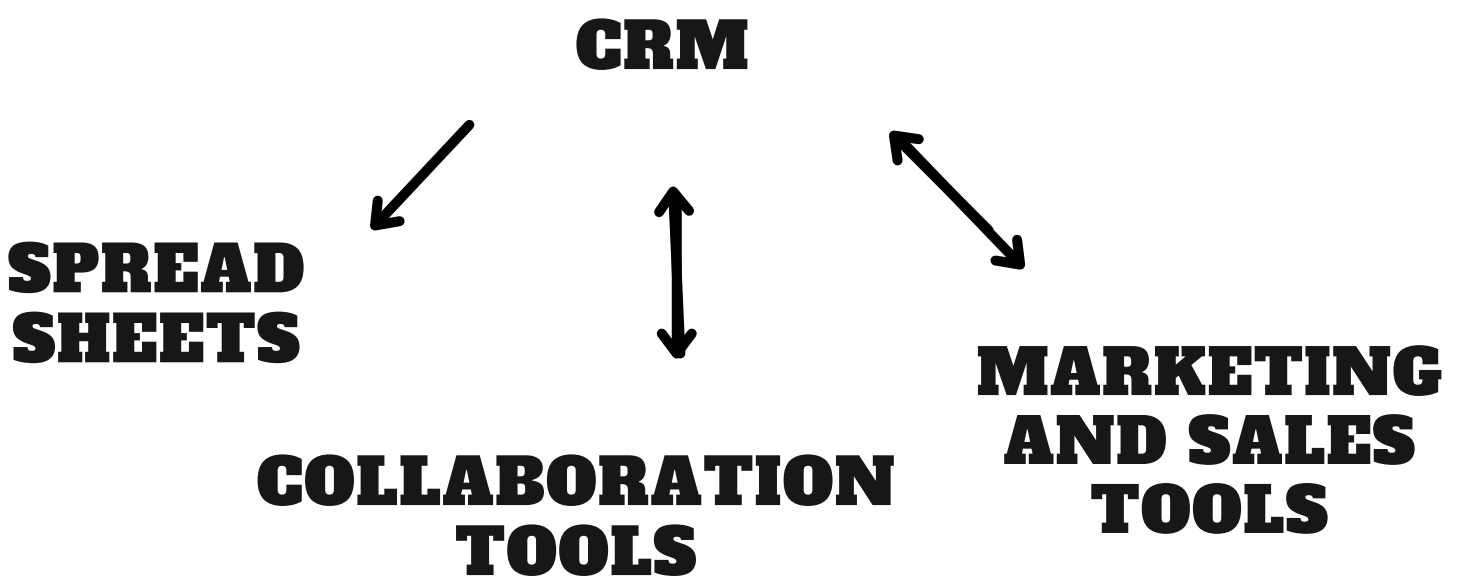 CRM
SPREAD
SHEETS
COLLABORATION
TOOLS
MARKETING
AND SALES
TOOLS